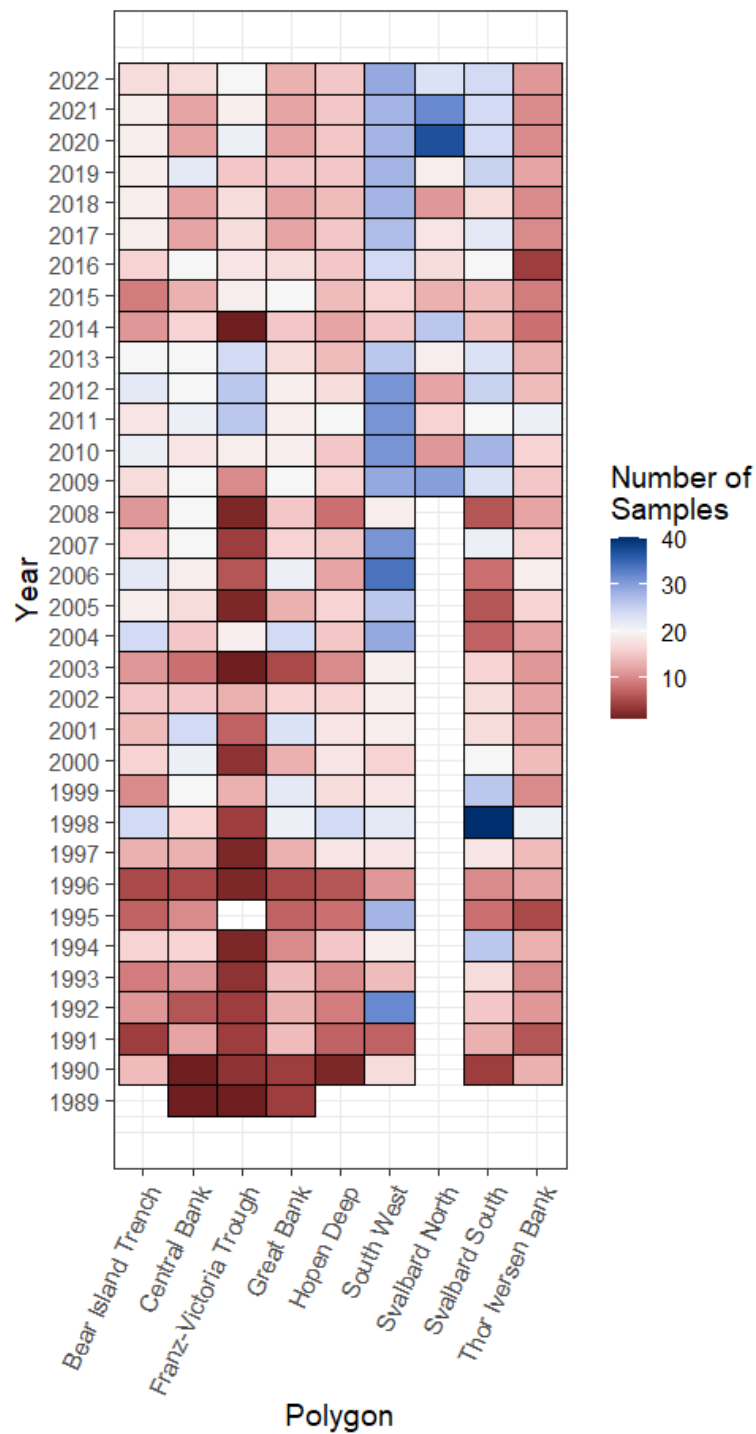 2022
2021
2020
2019
2018
2017
2016
2015
2014
2013
2012
2011
2010
2009
2008
2007
2006
2005
2004
2003
2002
2001
2000
1999
1998
1997
1996
1995
1994
1993
1992
1991
1990
1989
Year
Bear Island Trench
Central Bank
Franz-Victoria Trough
Great Bank
Hopen Deep
South West
Svalbard North
Svalbard South
Thor Iversen Bank
Polygon
Number of
Samples
40
30
20
10